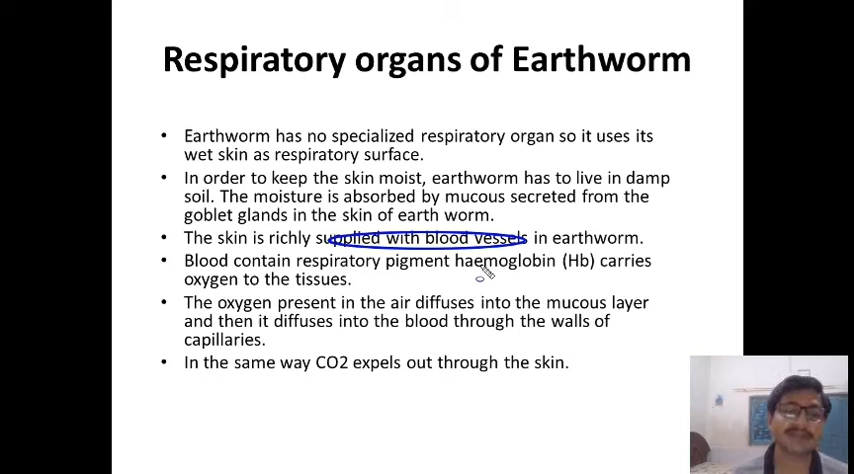 Respiratory organs of Earthworm
• Earthworm has no specialized respiratory organ so it uses its
wet skin as respiratory surface.
• In order to keep the skin moist, earthworm has to live in damp
soil. The moisture is absorbed by mucous secreted from the
goblet glands in the skin of earth worm.
• The skin is richly supplied with blood vessels in earthworm.
• Blood contain respiratory pigment haemoglobin (Hb) carries
oxygen to the tissues.
• The oxygen present in the air diffuses into the mucous layer
and then it diffuses into the blood through the walls of
capillaries.
• In the same way CO2 expels out through the skin.